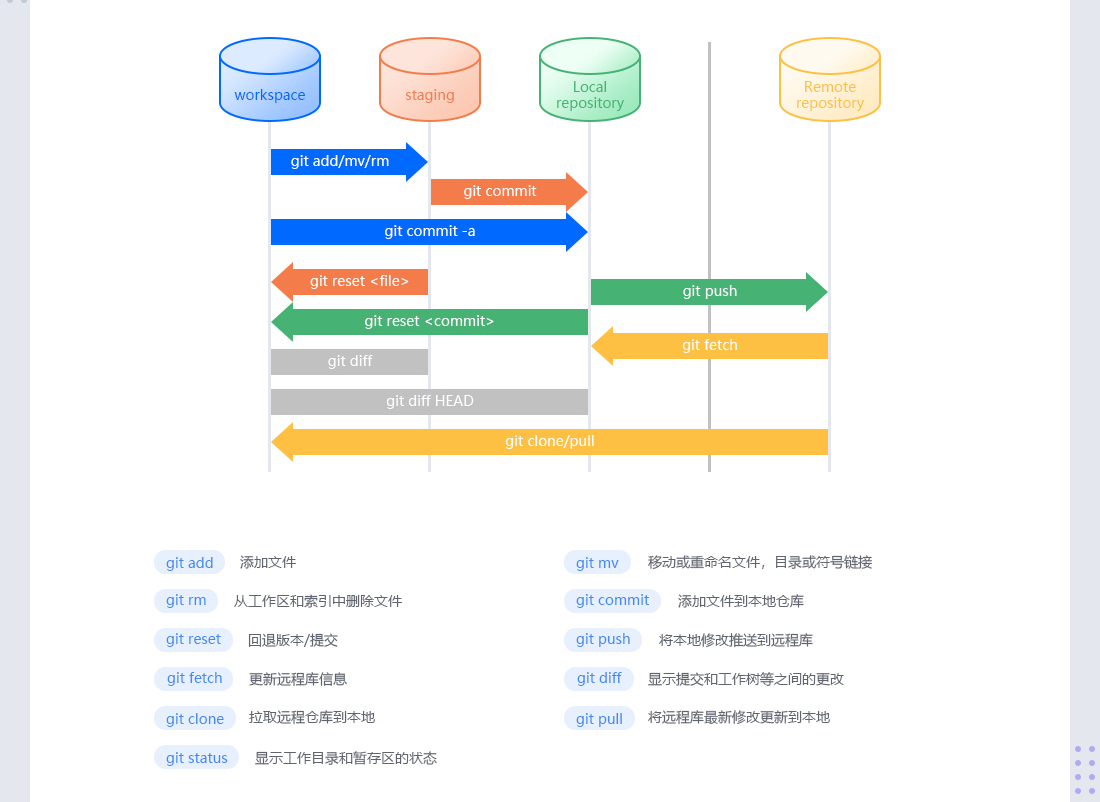 workspace
staging
Local
repository
Remote
repository
git add/mv/rm
git commit
git commit -a
git reset <file>
git push
git reset <commit>
git fetch
git diff
git diff HEAD
git clone/pull
git add 添加文件
git mv 移动或重命名文件，目录或符号链接
git rm 从工作区和索引中删除文件
git commit 添加文件到本地仓库
git reset 回退版本/提交
git push 将本地修改推送到远程库
git fetch 更新远程库信息
git diff 显示提交和工作树等之间的更改
git clone 拉取远程仓库到本地
git pull 将远程库最新修改更新到本地
git status 显示工作目录和暂存区的状态